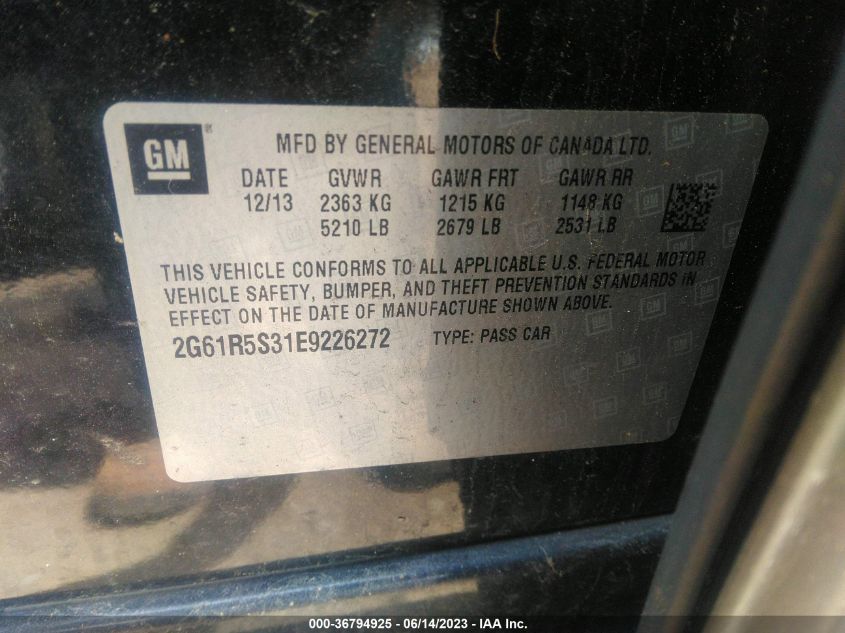 GM
MFD BY GENERAL MOTORS OF CANADA LTD.
DATE GVWR GAWR FRT GAWR RR
12/13 2363 KG 1215 KG 1148 KG
5210 LB 2679 LB 2531 LB
THIS VEHICLE CONFORMS TO ALL APPLICABLE U.S. FEDERAL MOTOR
VEHICLE SAFETY, BUMPER, AND THEFT PREVENTION STANDARDS IN
EFFECT ON THE DATE OF MANUFACTURE SHOWN ABOVE.
2G61R5S31E9226272 TYPE: PASS CAR
000-36794925 - 06/14/2023 - IAA Inc.